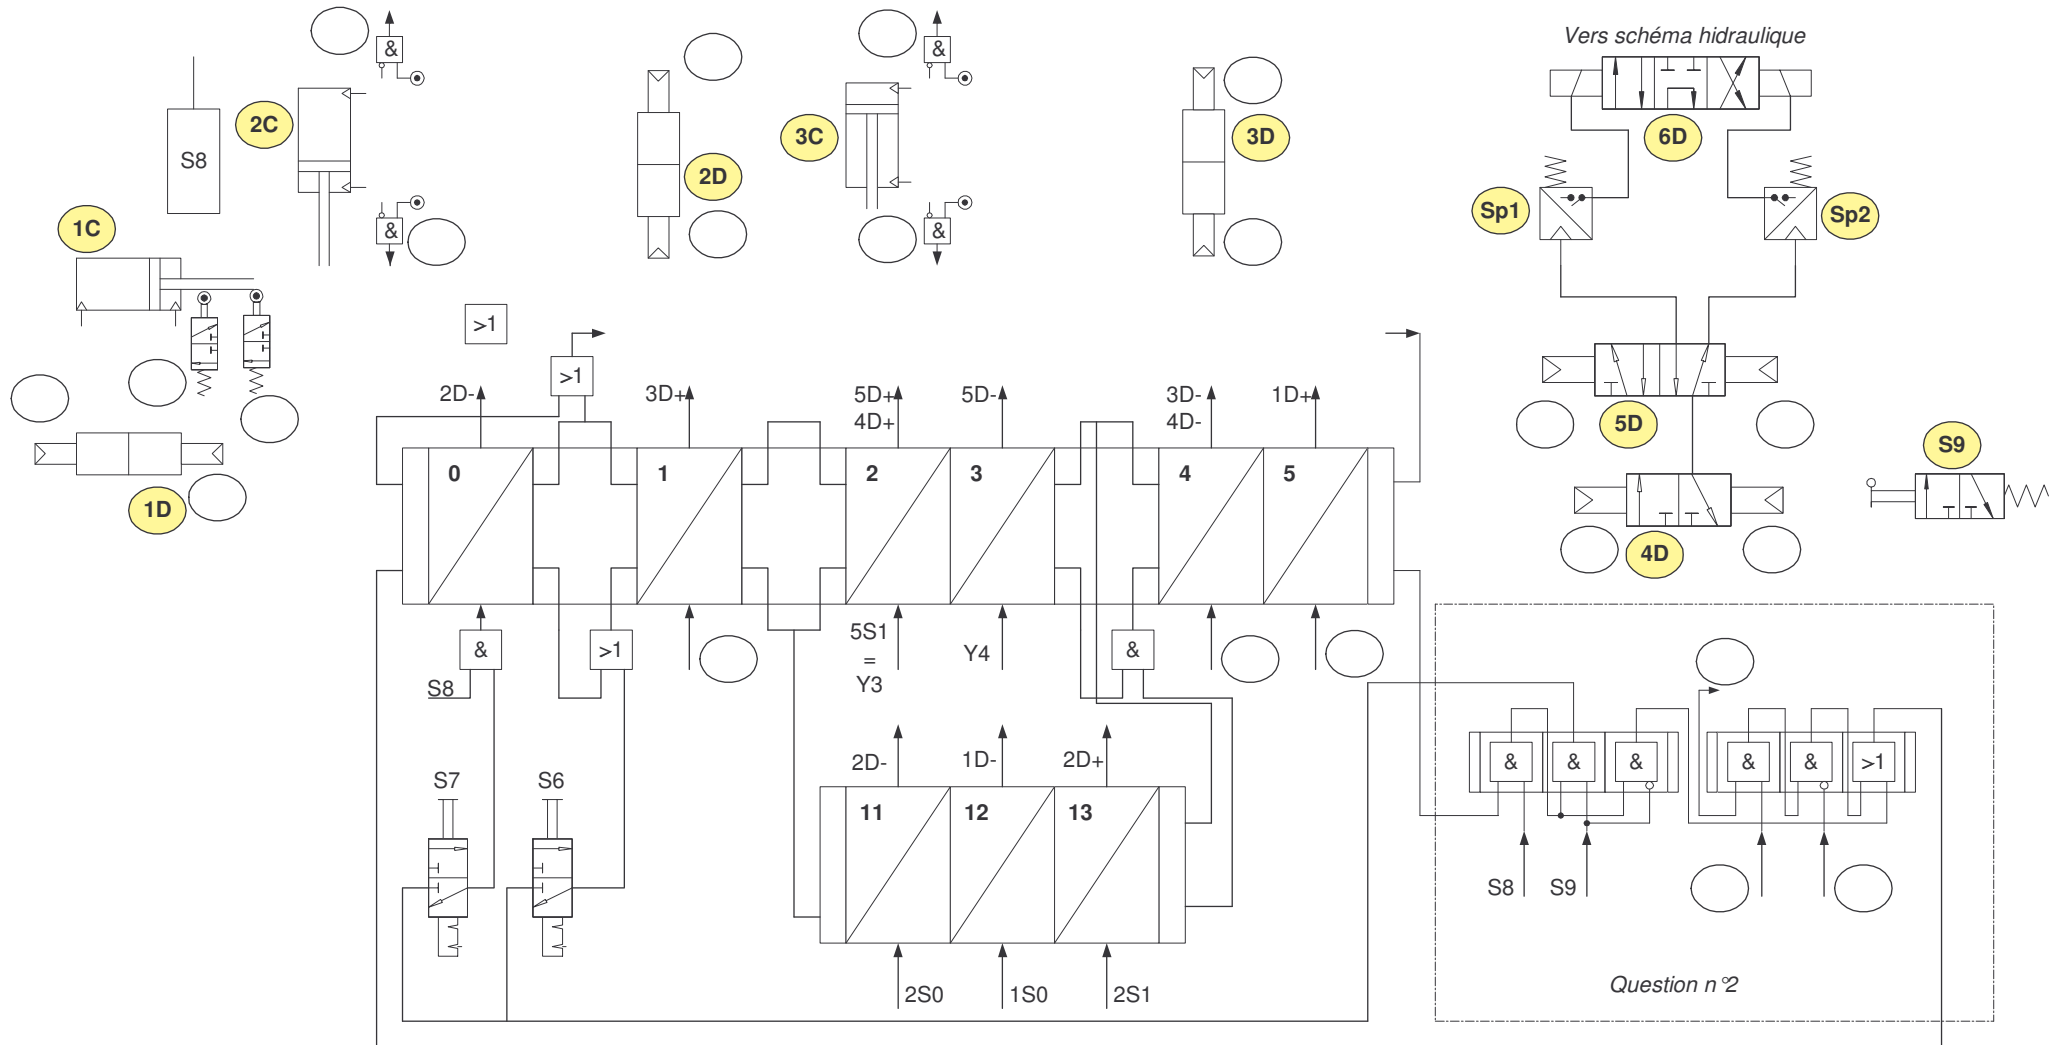 Vers schéma hidraulique
&
&
2C
S8
3C
2D
3D
6D
Sp1
Sp2
1C
&
&
>1
>1
2D-
3D+
5D+
4D+
5D-
3D-
4D-
1D+
5D
S9
1D
0
1
2
3
4
5
4D
&
>1
5S1
=
Y3
Y4
&
S8
2D-
1D-
2D+
&
&
&
&
&
>1
S7
S6
11
12
13
S8
S9
2S0
1S0
2S1
Question n°2